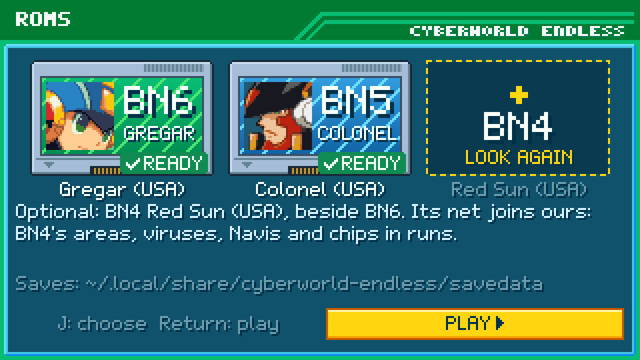 ROMS
CYBERWORLD ENDLESS
BN6
GREGAR
✓READY
BN5
COLONEL
✓READY
+
BN4
LOOK AGAIN
Gregar (USA)
Colonel (USA)
Red Sun (USA)
Optional: BN4 Red Sun (USA), beside BN6. Its net joins ours:
BN4's areas, viruses, Navis and chips in runs.
Saves: ~/.local/share/cyberworld-endless/savedata
J: choose Return: play
PLAY